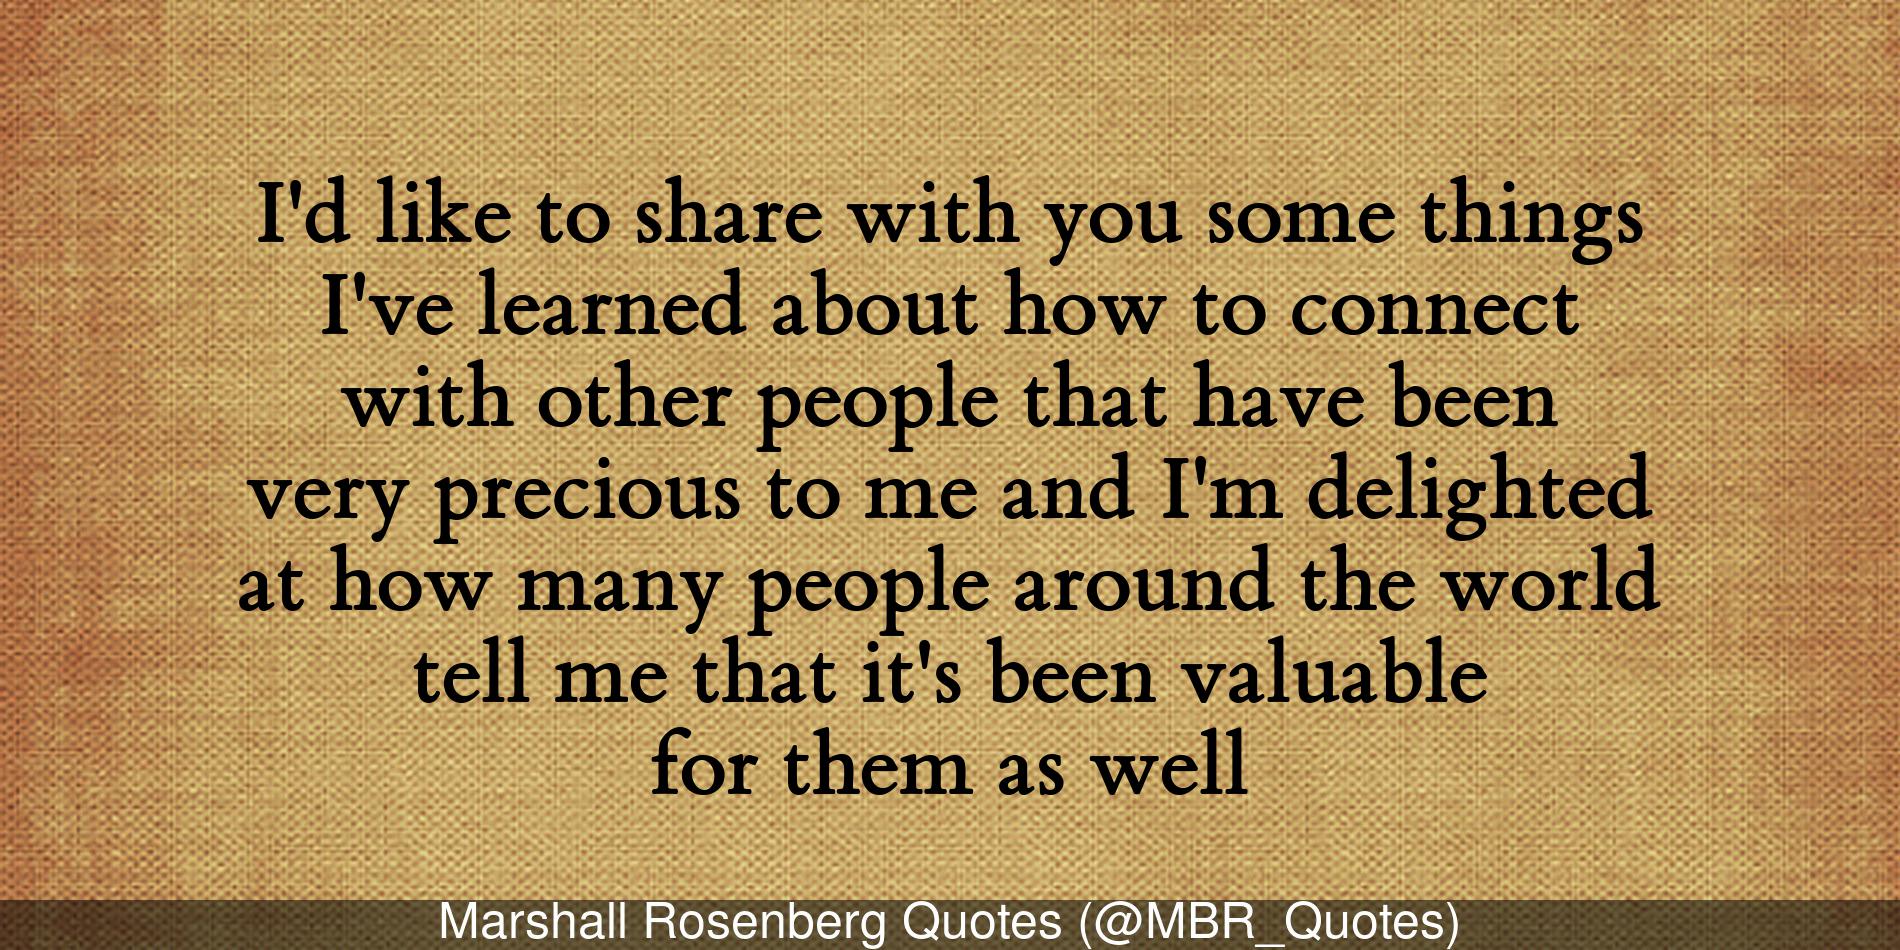 I'd like to share with you some things
I've learned about how to connect
with other people that have been
very precious to me and I'm delighted
at how many people around the world
tell me that it's been valuable
for them as well
Marshall Rosenberg Quotes (@MBR_Quotes)